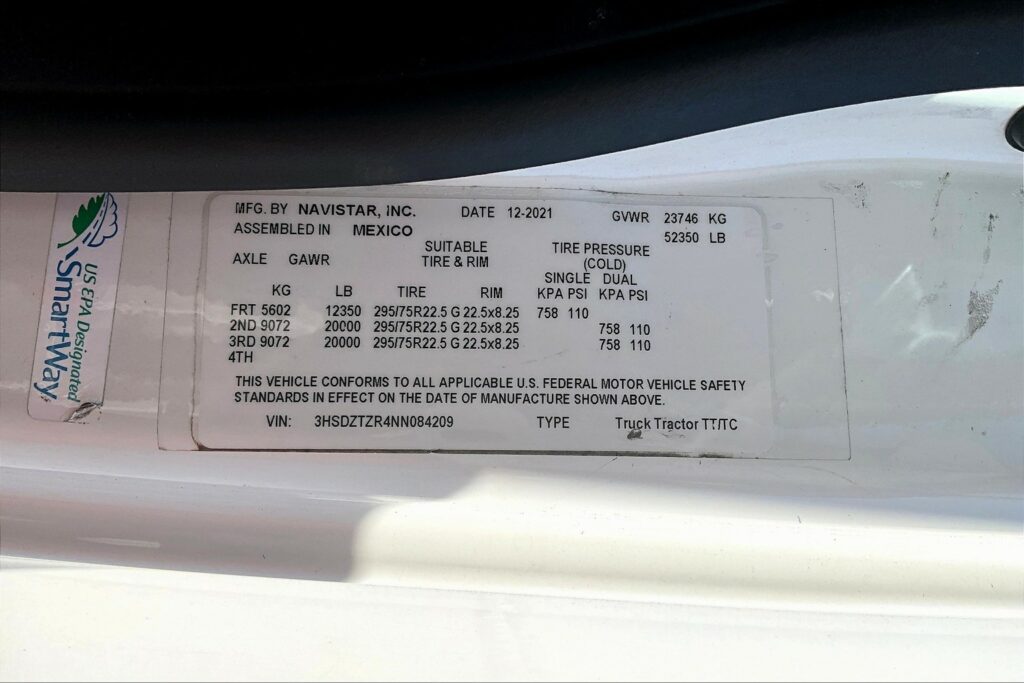 MFG. BY NAVISTAR, INC. DATE 12-2021 GVWR 23746 KG
52350 LB
ASSEMBLED IN MEXICO
SUITABLE TIRE PRESSURE
AXLE GAWR TIRE & RIM (COLD)
SINGLE DUAL
KG LB TIRE RIM KPA PSI KPA PSI
FRT 5602 12350 295/75R22.5 G 22.5x8.25 758 110
2ND 9072 20000 295/75R22.5 G 22.5x8.25 758 110
3RD 9072 20000 295/75R22.5 G 22.5x8.25 758 110
4TH
THIS VEHICLE CONFORMS TO ALL APPLICABLE U.S. FEDERAL MOTOR VEHICLE SAFETY
STANDARDS IN EFFECT ON THE DATE OF MANUFACTURE SHOWN ABOVE.
VIN: 3HSDZTZR4NN084209 TYPE Truck Tractor TT/TC
US EPA Designated
SmartWay